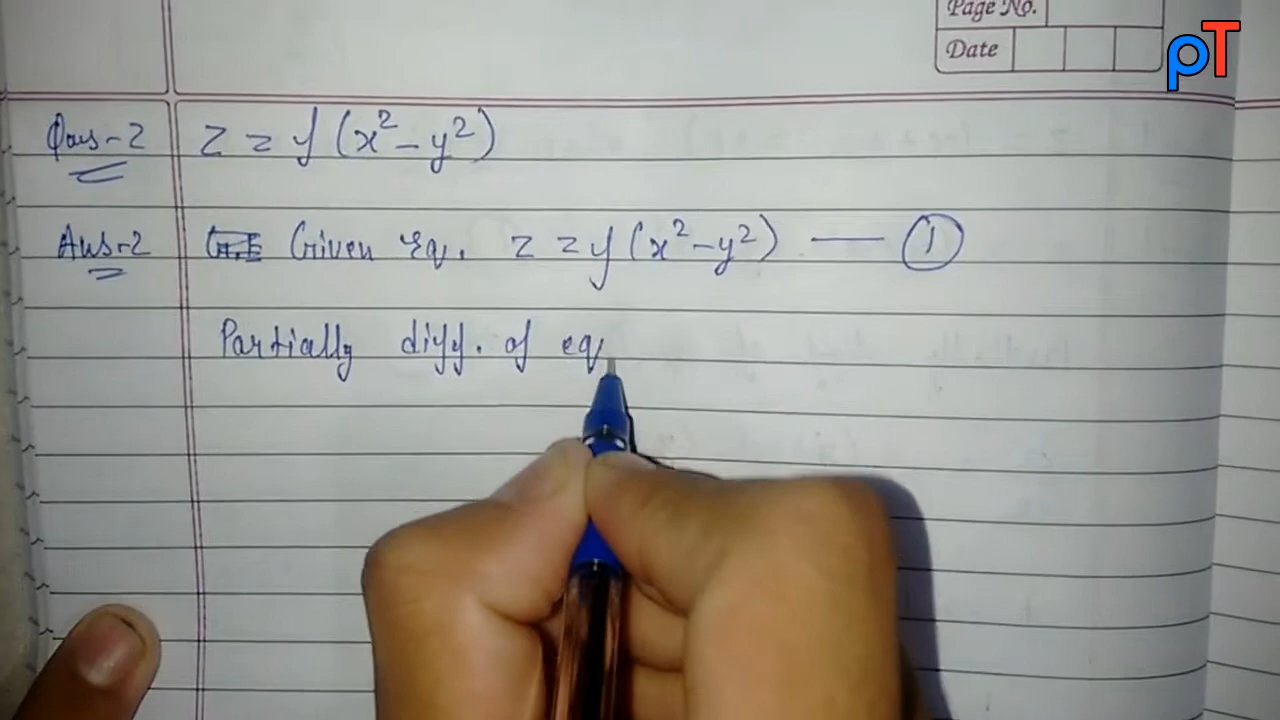 Page No.
Date
PT
Ques-2 z = f(x²-y²)
Ans-2 Given eq. z = f(x²-y²) — ①
Partially diff. of eq